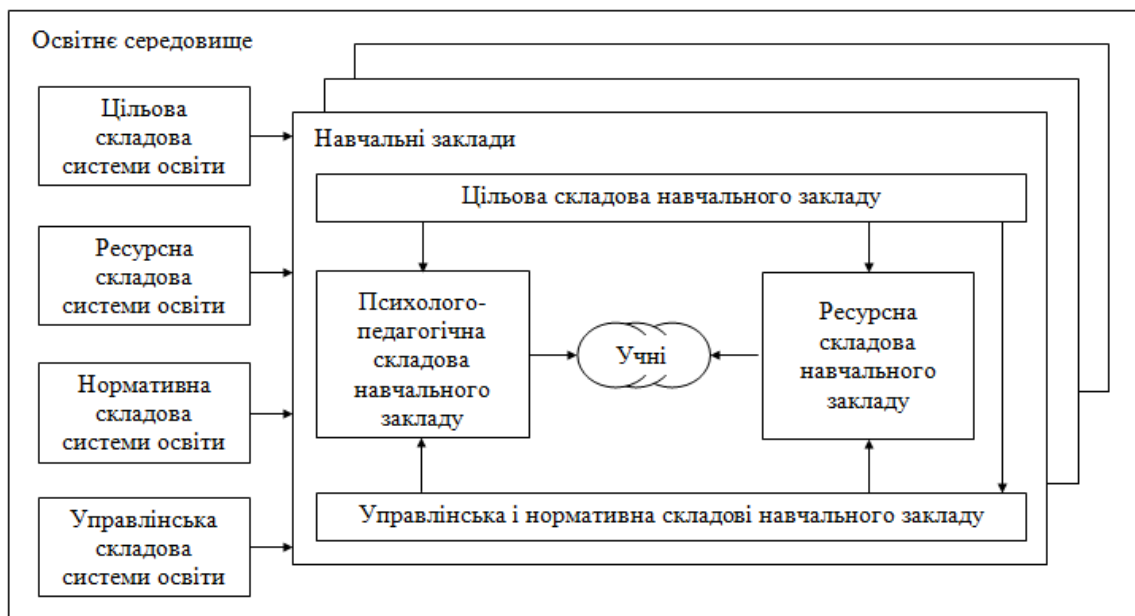 Освітнє середовище
Цільова
складова
системи освіти
Ресурсна
складова
системи освіти
Нормативна
складова
системи освіти
Управлінська
складова
системи освіти
Навчальні заклади
Цільова складова навчального закладу
Психолого-
педагогічна
складова
навчального
закладу
Учні
Ресурсна
складова
навчального
закладу
Управлінська і нормативна складові навчального закладу